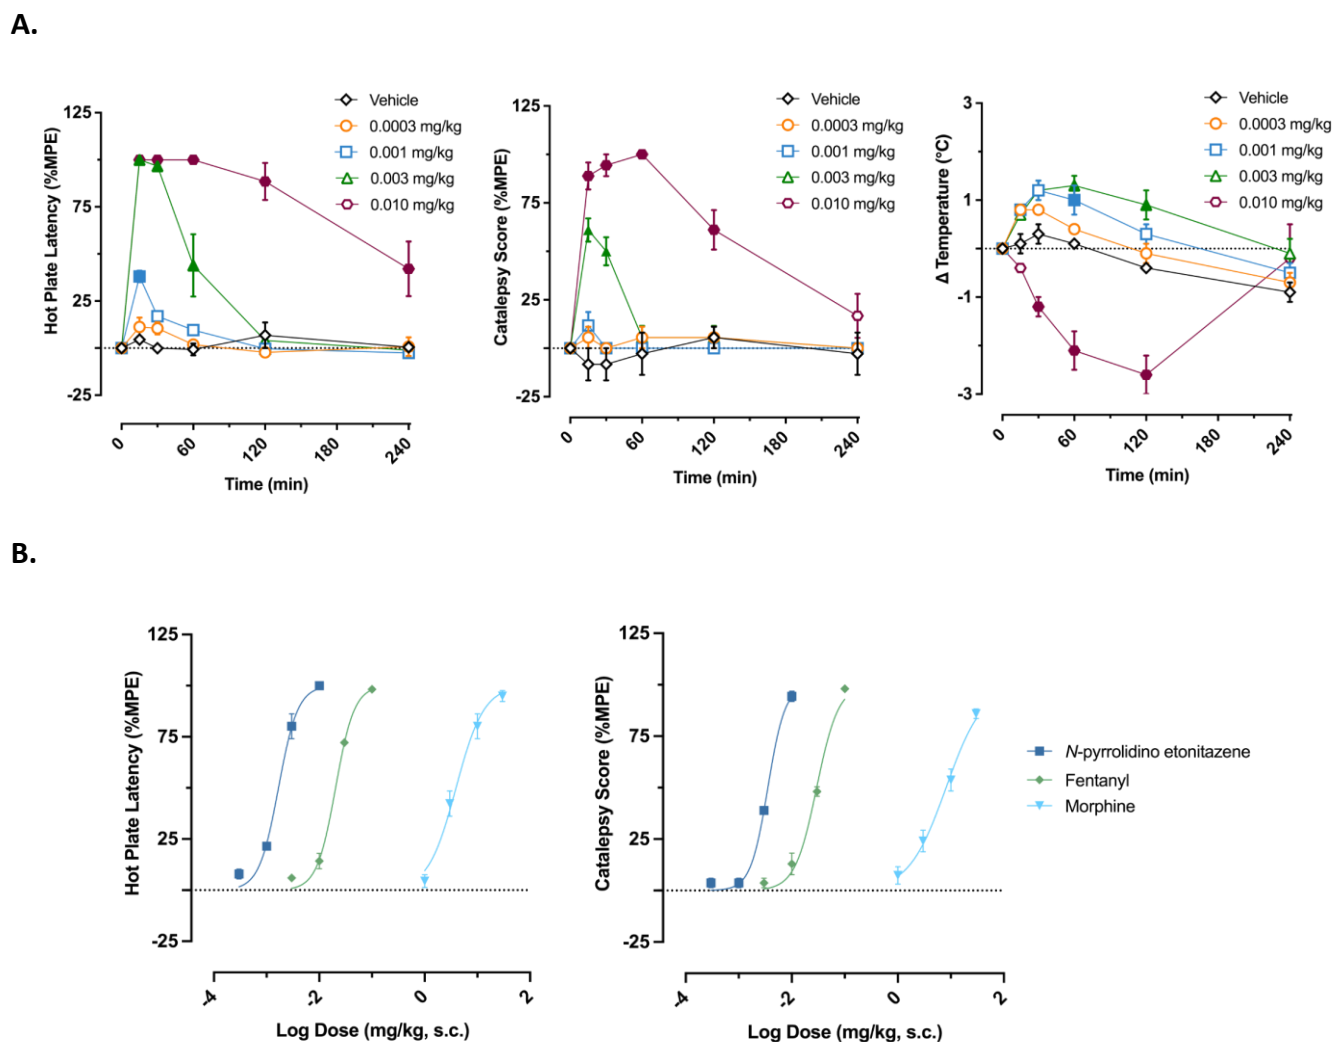 A.
Hot Plate Latency (%MPE)
125
75
25
-25
0
60
120
180
240
Time (min)
Vehicle
0.0003 mg/kg
0.001 mg/kg
0.003 mg/kg
0.010 mg/kg
Catalepsy Score (%MPE)
125
75
25
-25
0
60
120
180
240
Time (min)
Vehicle
0.0003 mg/kg
0.001 mg/kg
0.003 mg/kg
0.010 mg/kg
Δ Temperature (°C)
3
1
-1
-3
0
60
120
180
240
Time (min)
Vehicle
0.0003 mg/kg
0.001 mg/kg
0.003 mg/kg
0.010 mg/kg
B.
Hot Plate Latency (%MPE)
125
75
25
-25
-4
-2
0
2
Log Dose (mg/kg, s.c.)
Catalepsy Score (%MPE)
125
75
25
-25
-4
-2
0
2
Log Dose (mg/kg, s.c.)
N-pyrrolidino etonitazene
Fentanyl
Morphine